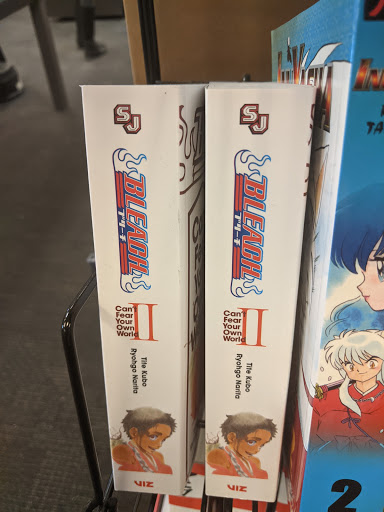 SJ
BLEACH
ブリーチ
II
Can't
Fear
Your
Own
World
Tite Kubo
Ryohgo Narita
VIZ
SJ
BLEACH
ブリーチ
II
Can't
Fear
Your
Own
World
Tite Kubo
Ryohgo Narita
VIZ
2